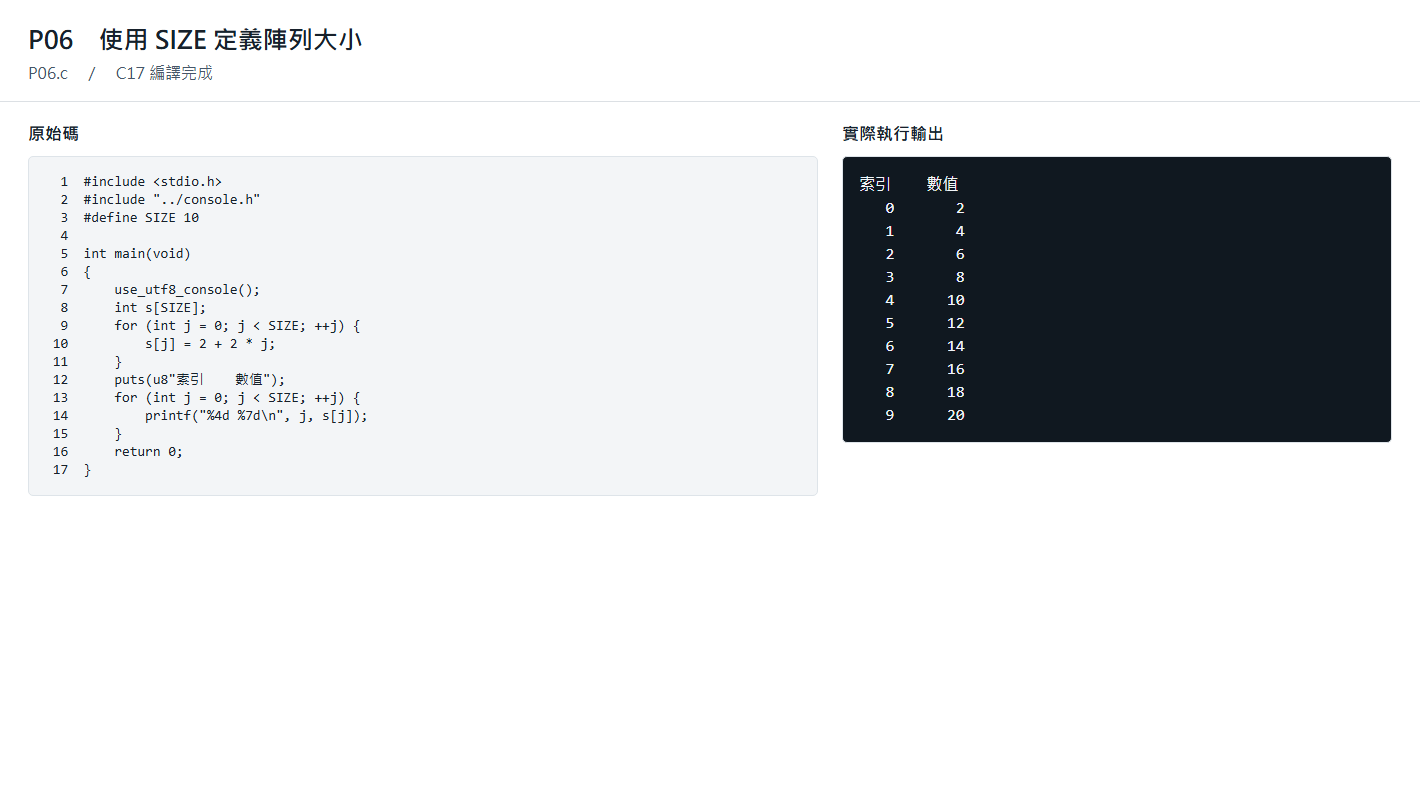 P06　使用 SIZE 定義陣列大小
P06.c / C17 編譯完成
原始碼
1 #include <stdio.h>
2 #include "../console.h"
3 #define SIZE 10
4
5 int main(void)
6 {
7     use_utf8_console();
8     int s[SIZE];
9     for (int j = 0; j < SIZE; ++j) {
10         s[j] = 2 + 2 * j;
11     }
12     puts(u8"索引    數值");
13     for (int j = 0; j < SIZE; ++j) {
14         printf("%4d %7d\n", j, s[j]);
15     }
16     return 0;
17 }
實際執行輸出
索引    數值
   0       2
   1       4
   2       6
   3       8
   4      10
   5      12
   6      14
   7      16
   8      18
   9      20